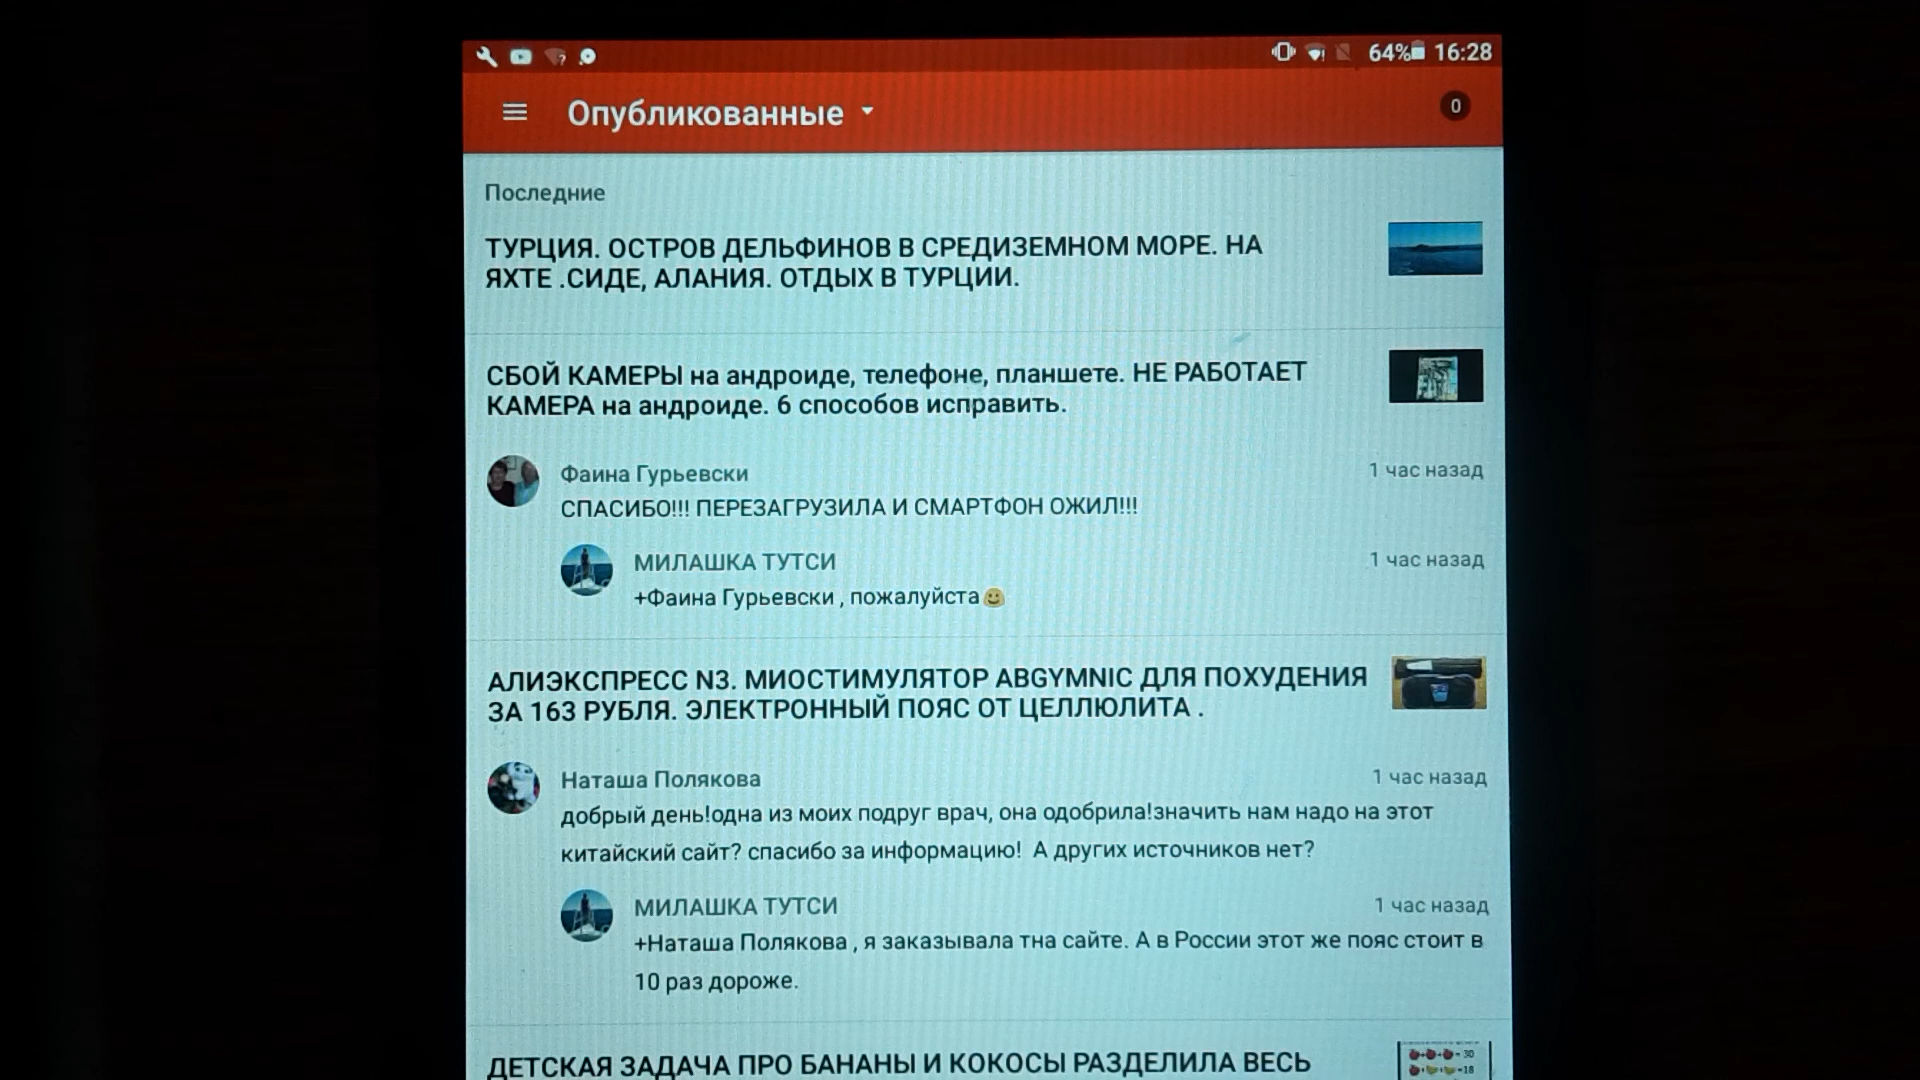 64% 16:28
Опубликованные
0
Последние
ТУРЦИЯ. ОСТРОВ ДЕЛЬФИНОВ В СРЕДИЗЕМНОМ МОРЕ. НА
ЯХТЕ .СИДЕ, АЛАНИЯ. ОТДЫХ В ТУРЦИИ.
СБОЙ КАМЕРЫ на андроиде, телефоне, планшете. НЕ РАБОТАЕТ
КАМЕРА на андроиде. 6 способов исправить.
Фаина Гурьевски
1 час назад
СПАСИБО!!! ПЕРЕЗАГРУЗИЛА И СМАРТФОН ОЖИЛ!!!
МИЛАШКА ТУТСИ
1 час назад
+Фаина Гурьевски , пожалуйста😀
АЛИЭКСПРЕСС N3. МИОСТИМУЛЯТОР ABGYMNIC ДЛЯ ПОХУДЕНИЯ
ЗА 163 РУБЛЯ. ЭЛЕКТРОННЫЙ ПОЯС ОТ ЦЕЛЛЮЛИТА .
Наташа Полякова
1 час назад
добрый день!одна из моих подруг врач, она одобрила!значить нам надо на этот
китайский сайт? спасибо за информацию! А других источников нет?
МИЛАШКА ТУТСИ
1 час назад
+Наташа Полякова , я заказывала тна сайте. А в России этот же пояс стоит в
10 раз дороже.
ДЕТСКАЯ ЗАДАЧА ПРО БАНАНЫ И КОКОСЫ РАЗДЕЛИЛА ВЕСЬ
= 30
=18